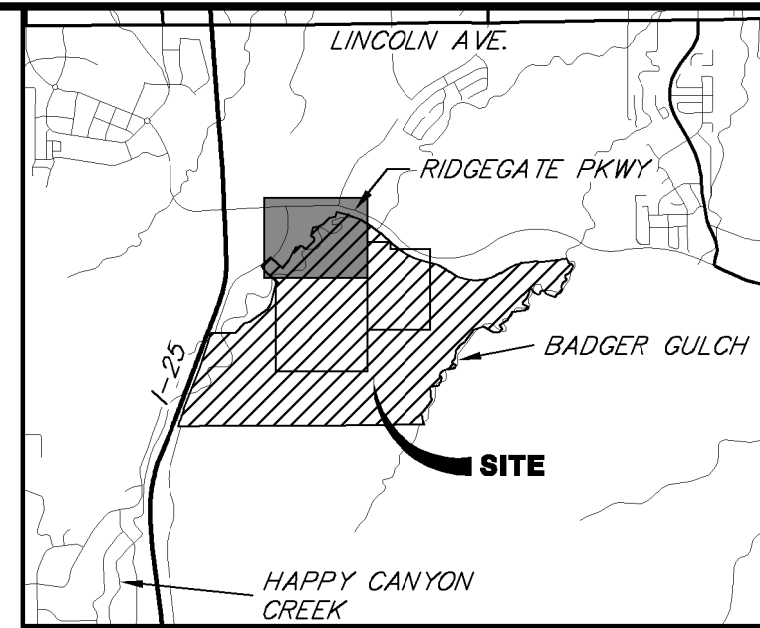 LINCOLN AVE.
RIDGEGATE PKWY
I-25
BADGER GULCH
SITE
HAPPY CANYON
CREEK